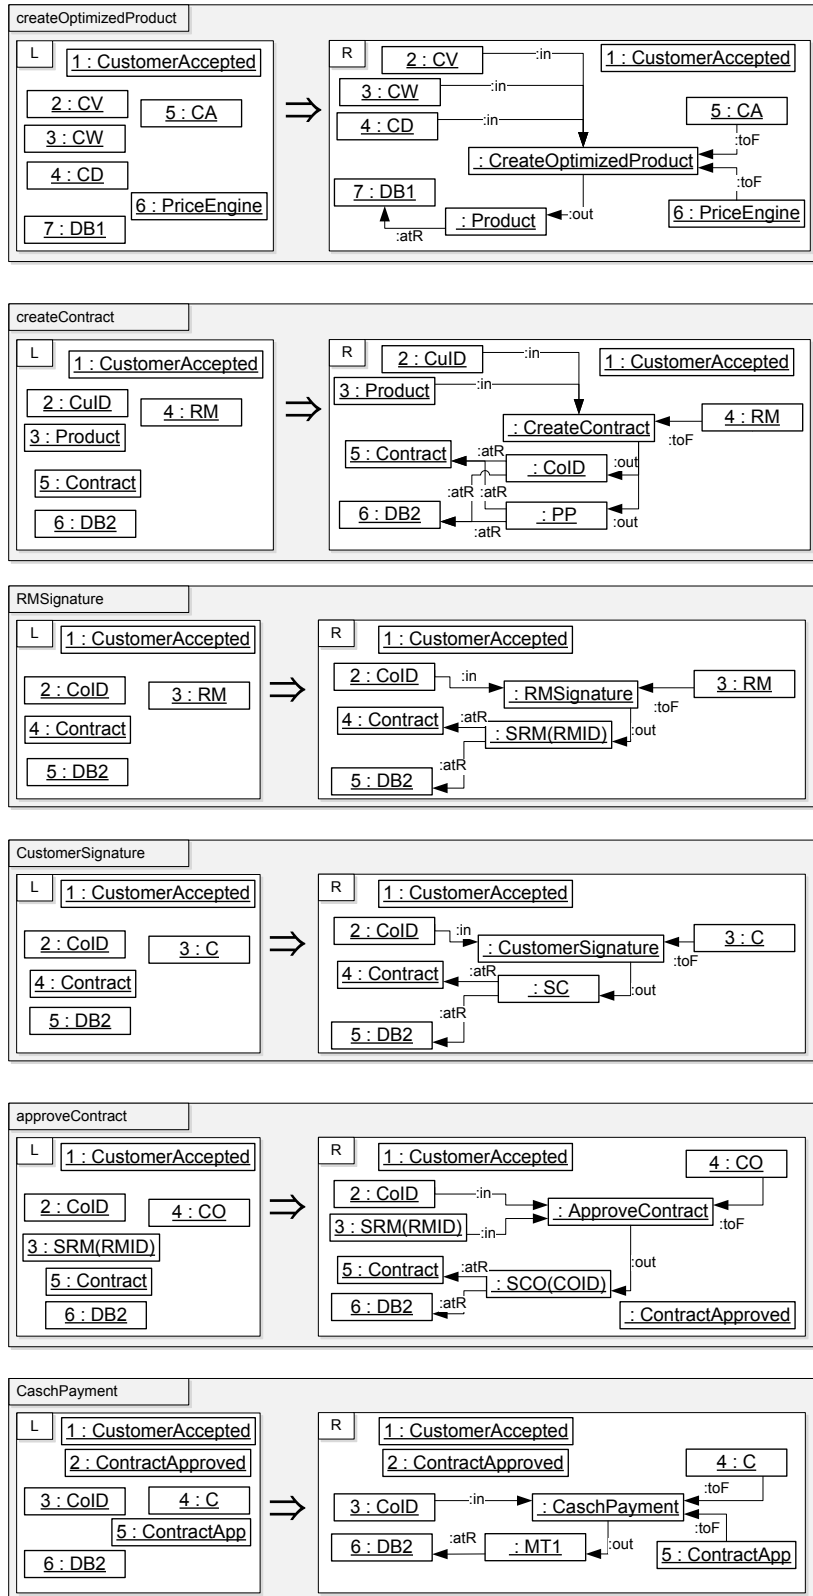 createOptimizedProduct
L
1 : CustomerAccepted
2 : CV
5 : CA
3 : CW
4 : CD
6 : PriceEngine
7 : DB1
⇒
R
2 : CV
:in
1 : CustomerAccepted
3 : CW
:in
4 : CD
:in
5 : CA
:toF
: CreateOptimizedProduct
:toF
7 : DB1
: Product
:out
6 : PriceEngine
:atR
createContract
L
1 : CustomerAccepted
2 : CuID
4 : RM
3 : Product
5 : Contract
6 : DB2
⇒
R
2 : CuID
:in
1 : CustomerAccepted
3 : Product
:in
4 : RM
: CreateContract
:toF
:atR
5 : Contract
: CoID
:out
:atR
:atR
6 : DB2
: PP
:out
:atR
RMSignature
L
1 : CustomerAccepted
2 : CoID
3 : RM
4 : Contract
5 : DB2
⇒
R
1 : CustomerAccepted
2 : CoID
:in
: RMSignature
3 : RM
:toF
4 : Contract
:atR
: SRM(RMID)
:out
:atR
5 : DB2
CustomerSignature
L
1 : CustomerAccepted
2 : CoID
3 : C
4 : Contract
5 : DB2
⇒
R
1 : CustomerAccepted
2 : CoID
:in
: CustomerSignature
3 : C
:toF
4 : Contract
:atR
: SC
:out
:atR
5 : DB2
approveContract
L
1 : CustomerAccepted
2 : CoID
4 : CO
3 : SRM(RMID)
5 : Contract
6 : DB2
⇒
R
1 : CustomerAccepted
4 : CO
2 : CoID
:in
: ApproveContract
3 : SRM(RMID)
:in
:toF
:out
5 : Contract
:atR
: SCO(COID)
6 : DB2
:atR
: ContractApproved
CaschPayment
L
1 : CustomerAccepted
2 : ContractApproved
3 : CoID
4 : C
5 : ContractApp
6 : DB2
⇒
R
1 : CustomerAccepted
2 : ContractApproved
4 : C
:toF
3 : CoID
:in
: CaschPayment
:toF
6 : DB2
:atR
: MT1
:out
5 : ContractApp